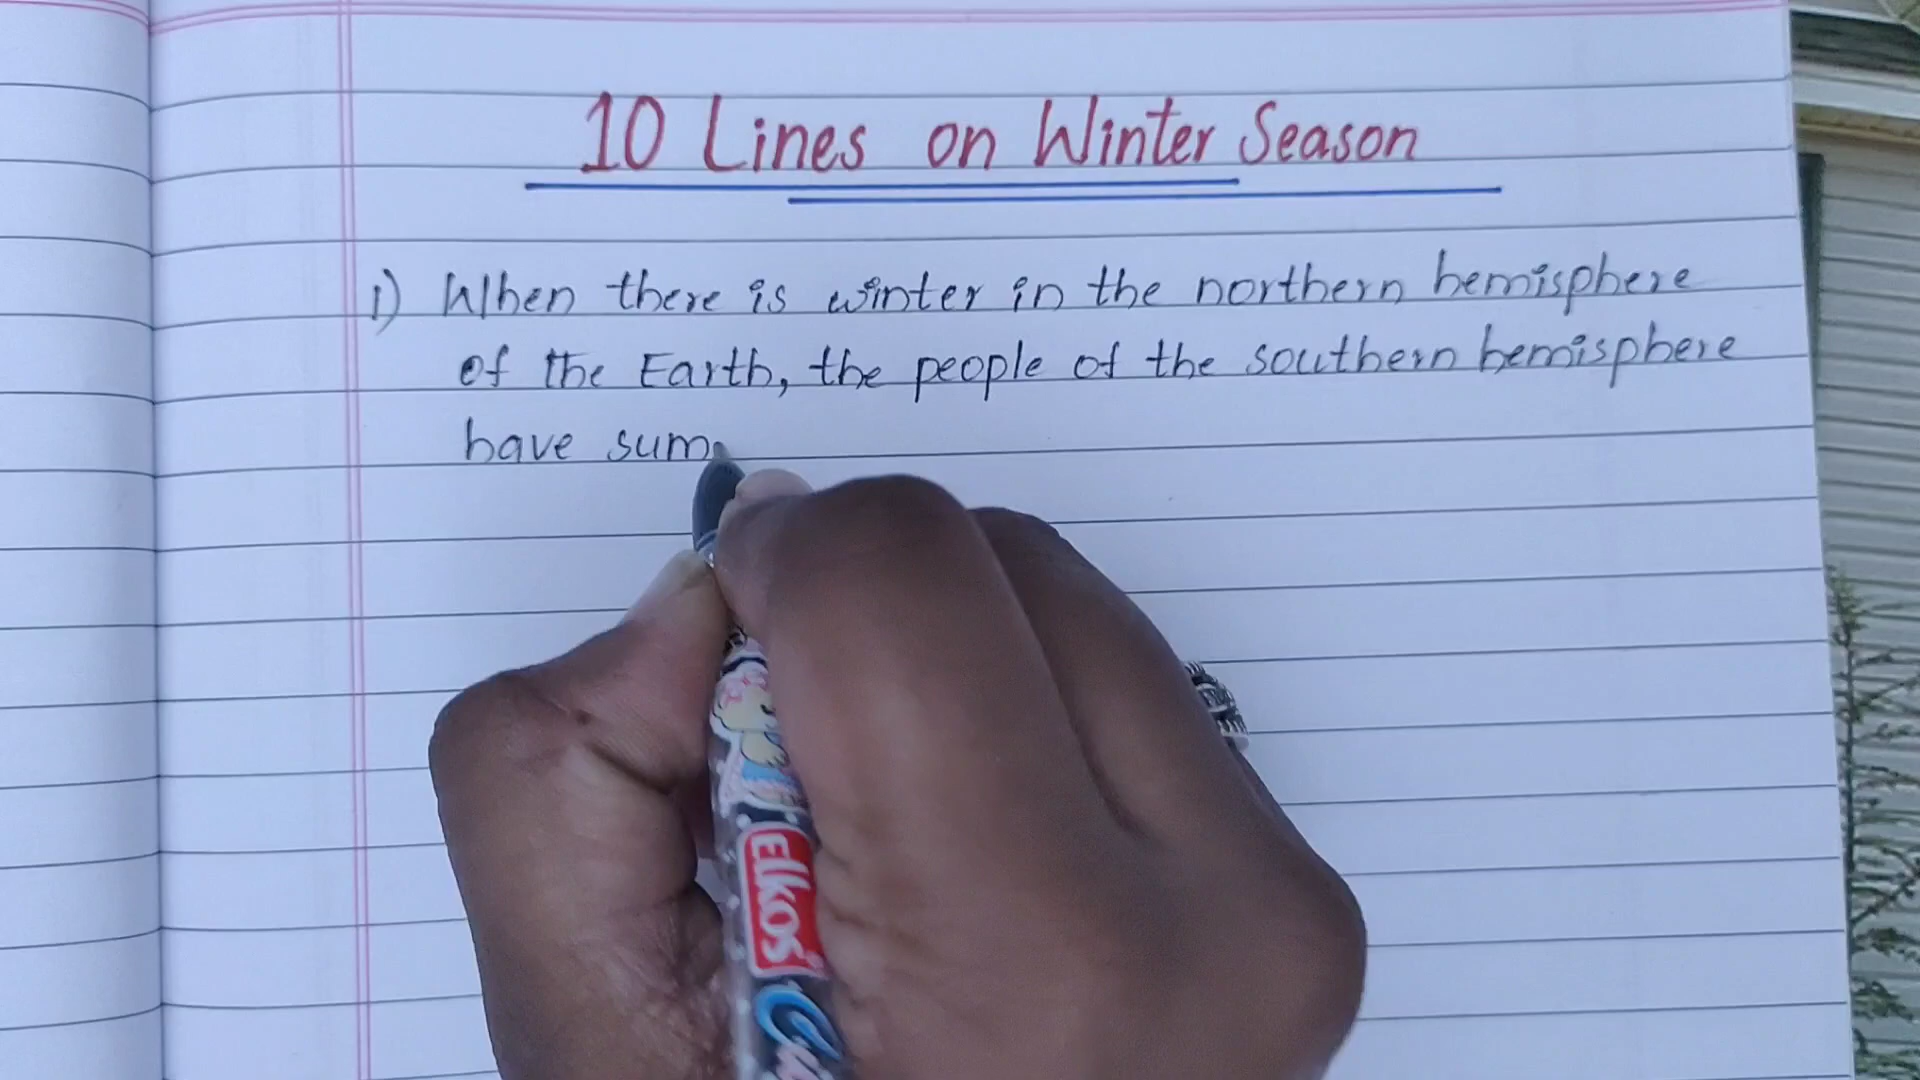 10 Lines on Winter Season
1) When there is winter in the northern hemisphere
of the Earth, the people of the southern hemisphere
have sum
Elkos